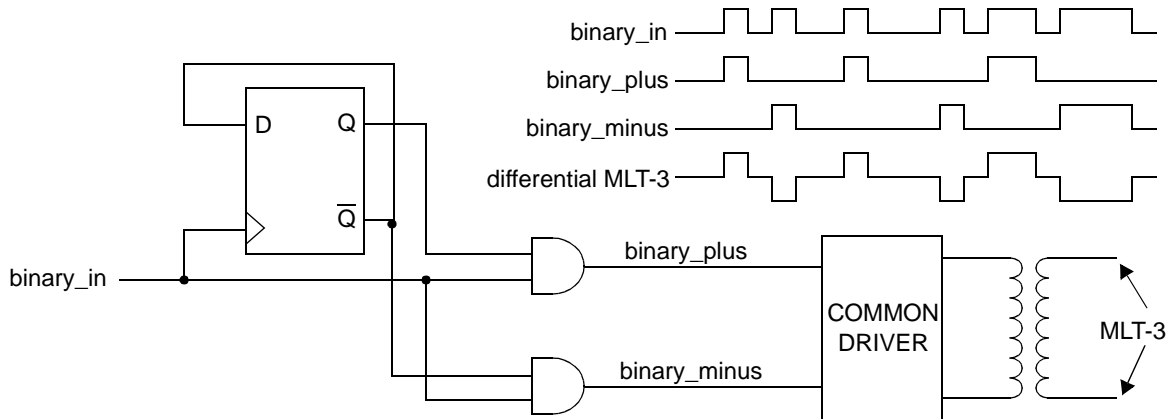 binary_in
binary_plus
binary_minus
differential MLT-3
D Q
Q̅
binary_in
binary_plus
binary_minus
COMMON
DRIVER
MLT-3